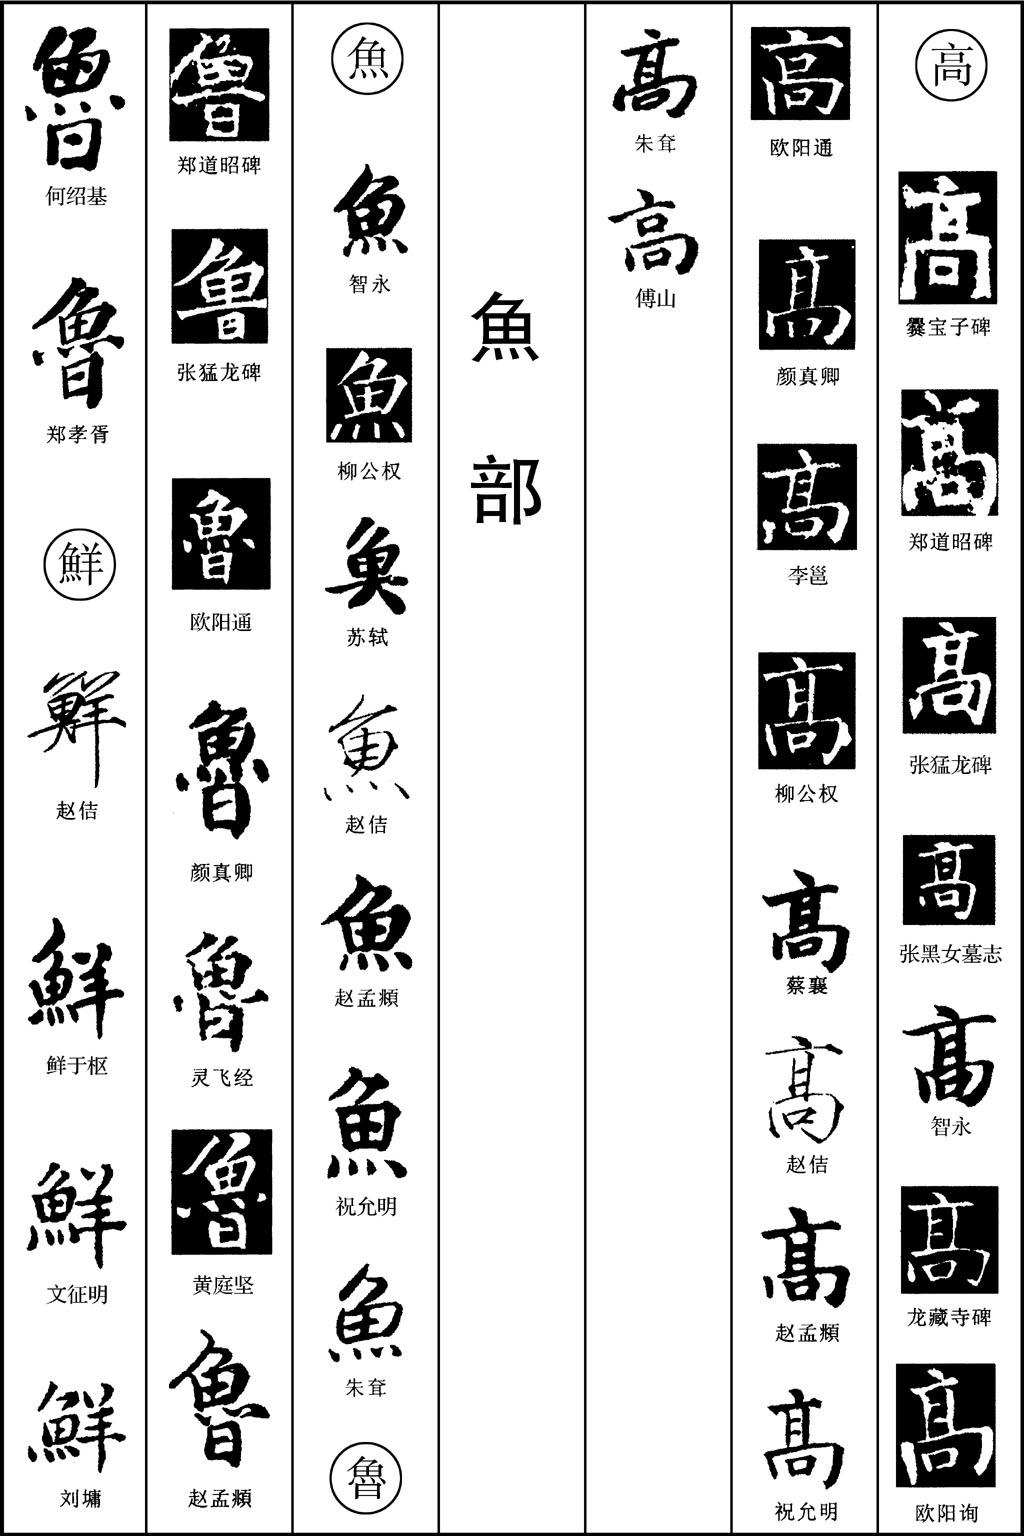 高
高
爨宝子碑
高
郑道昭碑
高
张猛龙碑
高
张黑女墓志
高
智永
高
龙藏寺碑
高
欧阳询
高
欧阳通
高
颜真卿
高
李邕
高
柳公权
高
蔡襄
高
赵佶
高
赵孟頫
高
祝允明
高
朱耷
高
傅山
魚部
魚
魚
智永
魚
柳公权
魚
苏轼
魚
赵佶
魚
赵孟頫
魚
祝允明
魚
朱耷
魯
魯
郑道昭碑
魯
张猛龙碑
魯
欧阳通
魯
颜真卿
魯
灵飞经
魯
黄庭坚
魯
赵孟頫
魯
何绍基
魯
郑孝胥
鮮
鮮
赵佶
鮮
鲜于枢
鮮
文征明
鮮
刘墉